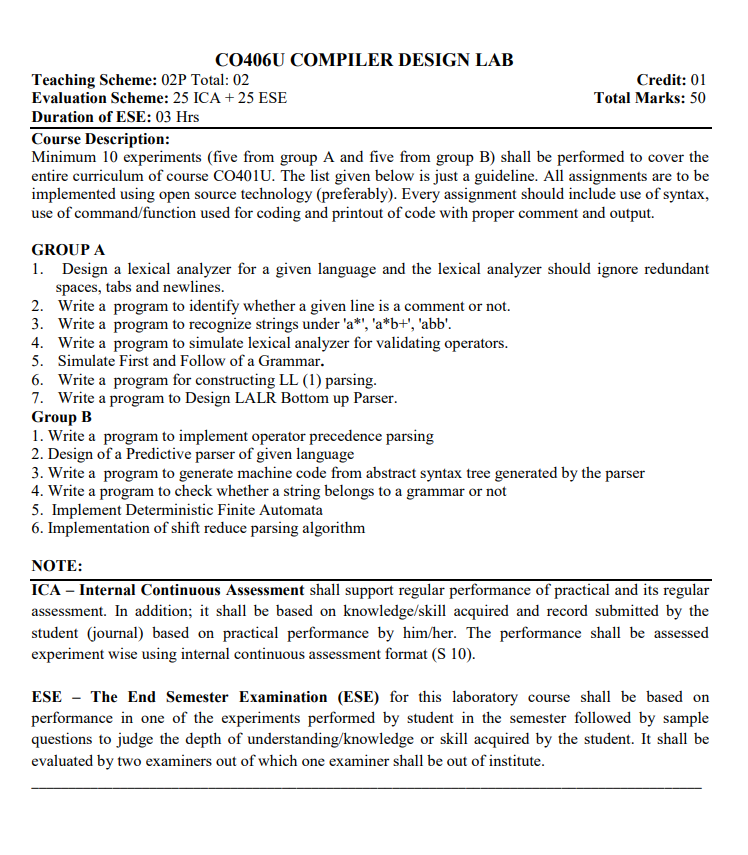 CO406U COMPILER DESIGN LAB
Teaching Scheme: 02P Total: 02 Credit: 01
Evaluation Scheme: 25 ICA + 25 ESE Total Marks: 50
Duration of ESE: 03 Hrs
Course Description:
Minimum 10 experiments (five from group A and five from group B) shall be performed to cover the
entire curriculum of course CO401U. The list given below is just a guideline. All assignments are to be
implemented using open source technology (preferably). Every assignment should include use of syntax,
use of command/function used for coding and printout of code with proper comment and output.
GROUP A
1. Design a lexical analyzer for a given language and the lexical analyzer should ignore redundant
spaces, tabs and newlines.
2. Write a program to identify whether a given line is a comment or not.
3. Write a program to recognize strings under 'a*', 'a*b+', 'abb'.
4. Write a program to simulate lexical analyzer for validating operators.
5. Simulate First and Follow of a Grammar.
6. Write a program for constructing LL (1) parsing.
7. Write a program to Design LALR Bottom up Parser.
Group B
1. Write a program to implement operator precedence parsing
2. Design of a Predictive parser of given language
3. Write a program to generate machine code from abstract syntax tree generated by the parser
4. Write a program to check whether a string belongs to a grammar or not
5. Implement Deterministic Finite Automata
6. Implementation of shift reduce parsing algorithm
NOTE:
ICA – Internal Continuous Assessment shall support regular performance of practical and its regular
assessment. In addition; it shall be based on knowledge/skill acquired and record submitted by the
student (journal) based on practical performance by him/her. The performance shall be assessed
experiment wise using internal continuous assessment format (S 10).
ESE – The End Semester Examination (ESE) for this laboratory course shall be based on
performance in one of the experiments performed by student in the semester followed by sample
questions to judge the depth of understanding/knowledge or skill acquired by the student. It shall be
evaluated by two examiners out of which one examiner shall be out of institute.